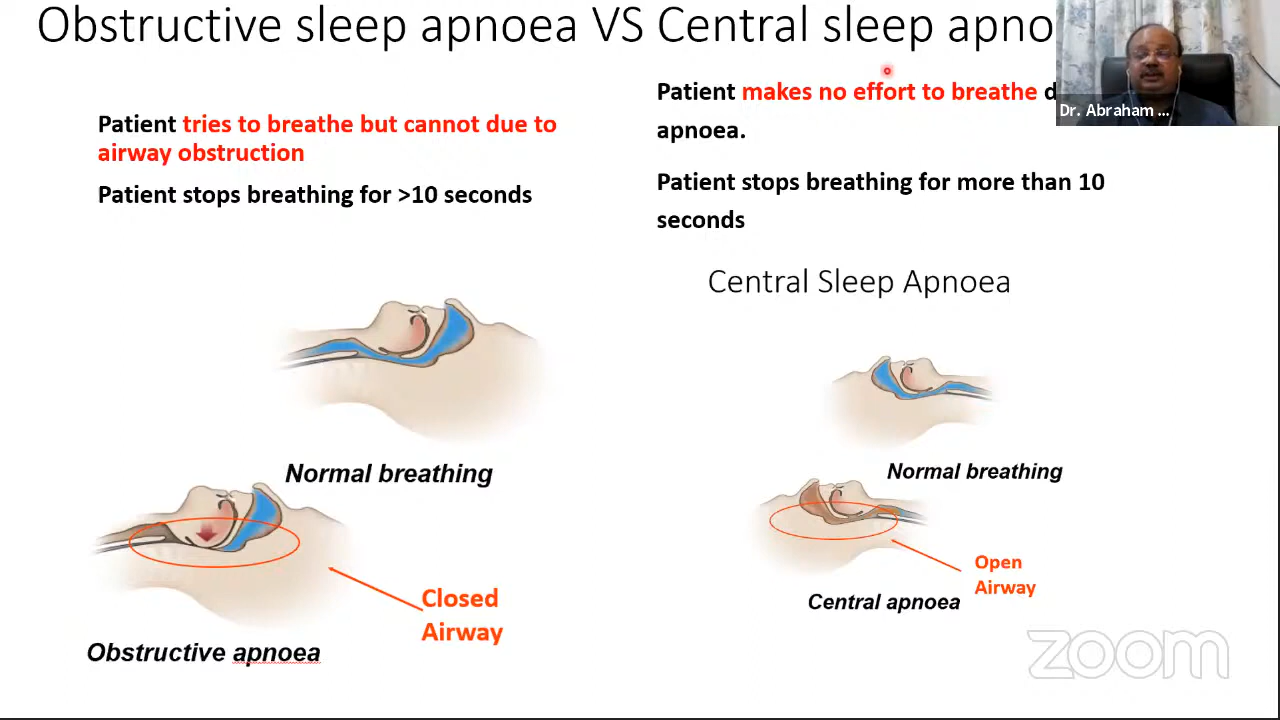 Obstructive sleep apnoea VS Central sleep apno
Patient tries to breathe but cannot due to
airway obstruction
Patient stops breathing for >10 seconds
Patient makes no effort to breathe d
apnoea.
Patient stops breathing for more than 10
seconds
Dr. Abraham ...
Central Sleep Apnoea
Normal breathing
Closed
Airway
Obstructive apnoea
Normal breathing
Open
Airway
Central apnoea
zoom